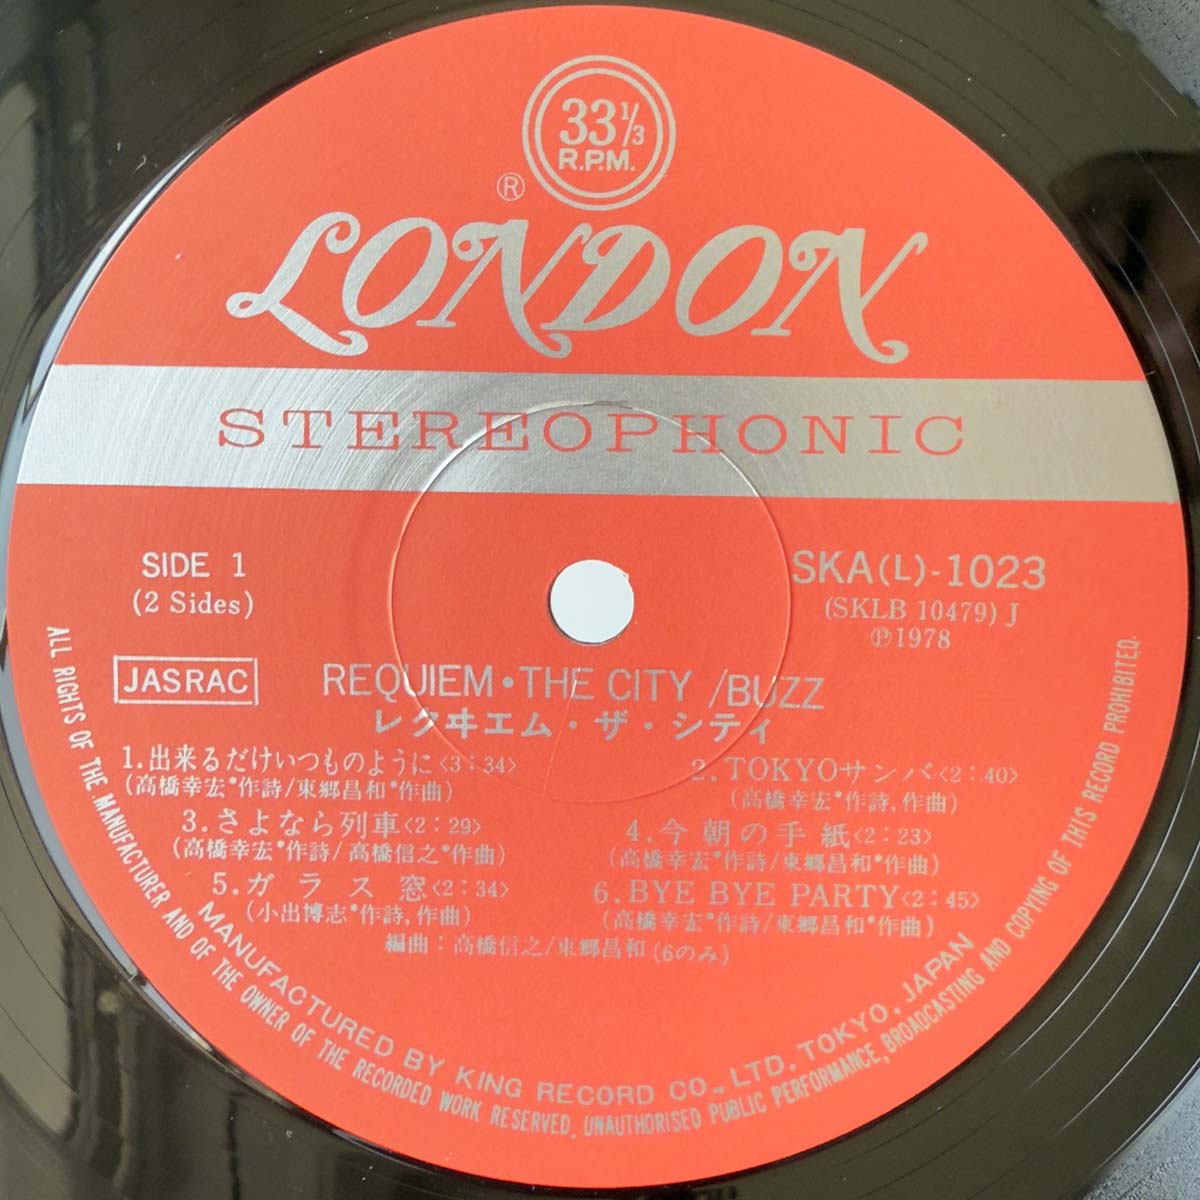 33 1/3
R.P.M.
®
LONDON
STEREOPHONIC
SIDE 1
(2 Sides)
SKA(L)-1023
(SKLB 10479) J
℗1978
JASRAC
REQUIEM・THE CITY /BUZZ
レクヰエム・ザ・シティ
1.出来るだけいつものように<3:34>
(高橋幸宏*作詩/東郷昌和*作曲)
2.TOKYOサンバ<2:40>
(高橋幸宏*作詩,作曲)
3.さよなら列車<2:29>
(高橋幸宏*作詩/高橋信之*作曲)
4.今朝の手紙<2:23>
(高橋幸宏*作詩/東郷昌和*作曲)
5.ガラス窓<2:34>
(小出博志*作詩,作曲)
6.BYE BYE PARTY<2:45>
(高橋幸宏*作詩/東郷昌和*作曲)
編曲:高橋信之/東郷昌和(6のみ)
MANUFACTURED BY KING RECORD CO., LTD. TOKYO, JAPAN
ALL RIGHTS OF THE MANUFACTURER AND OF THE OWNER OF THE RECORDED WORK RESERVED. UNAUTHORISED PUBLIC PERFORMANCE, BROADCASTING AND COPYING OF THIS RECORD PROHIBITED.